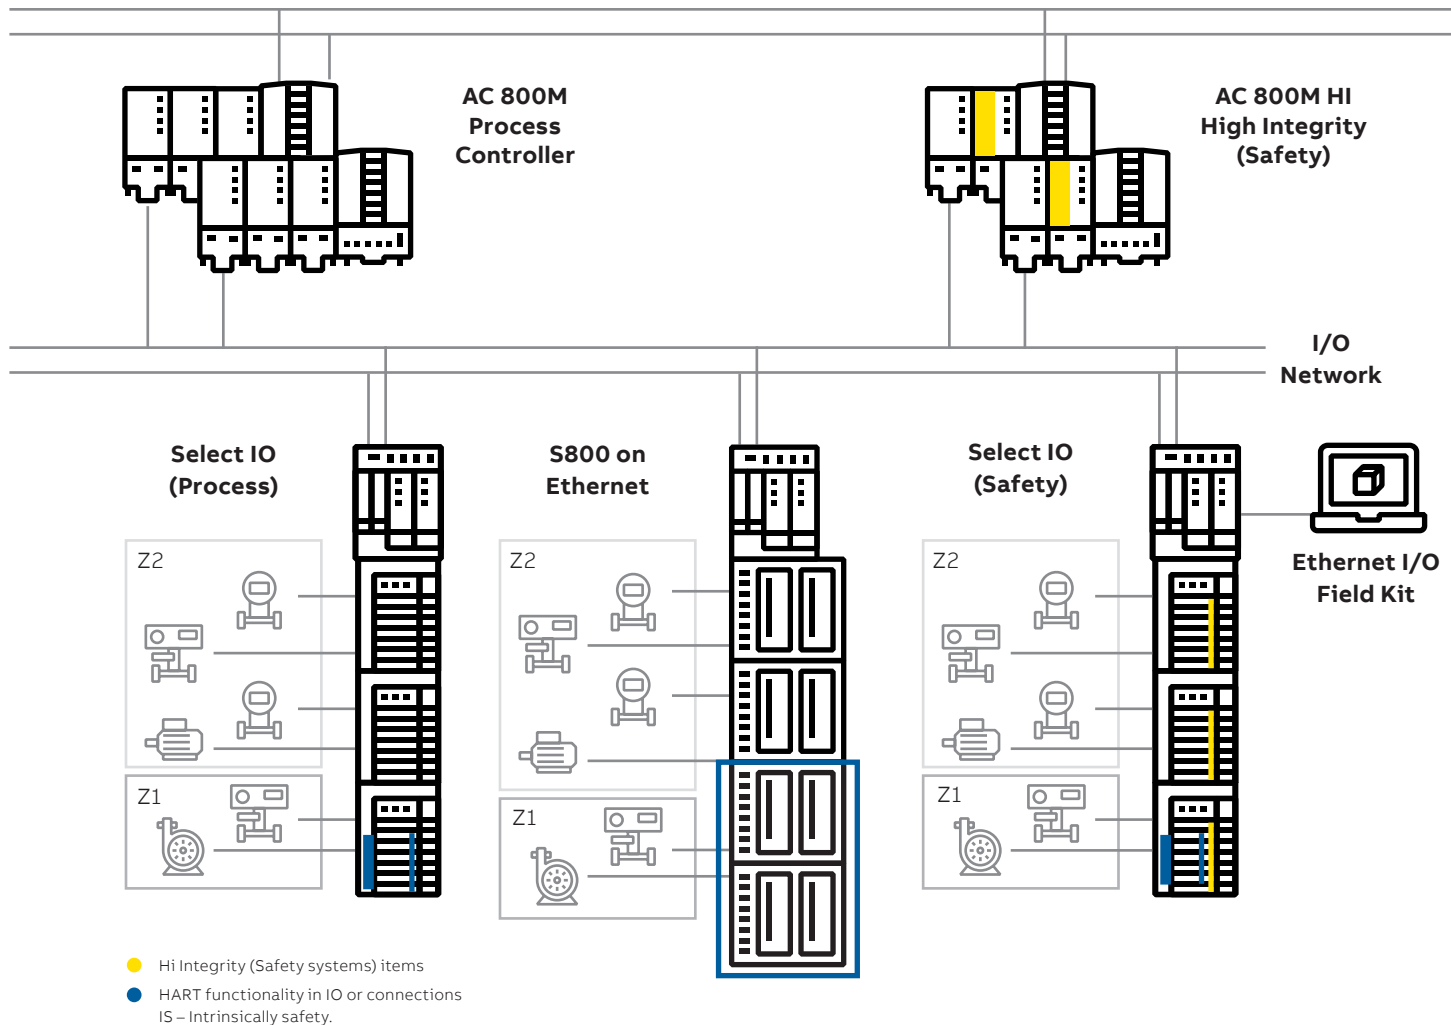 AC 800M
Process
Controller
AC 800M HI
High Integrity
(Safety)
I/O
Network
Select IO
(Process)
S800 on
Ethernet
Select IO
(Safety)
Ethernet I/O
Field Kit
Z2
Z1
Z2
Z1
Z2
Z1
Hi Integrity (Safety systems) items
HART functionality in IO or connections
IS – Intrinsically safety.